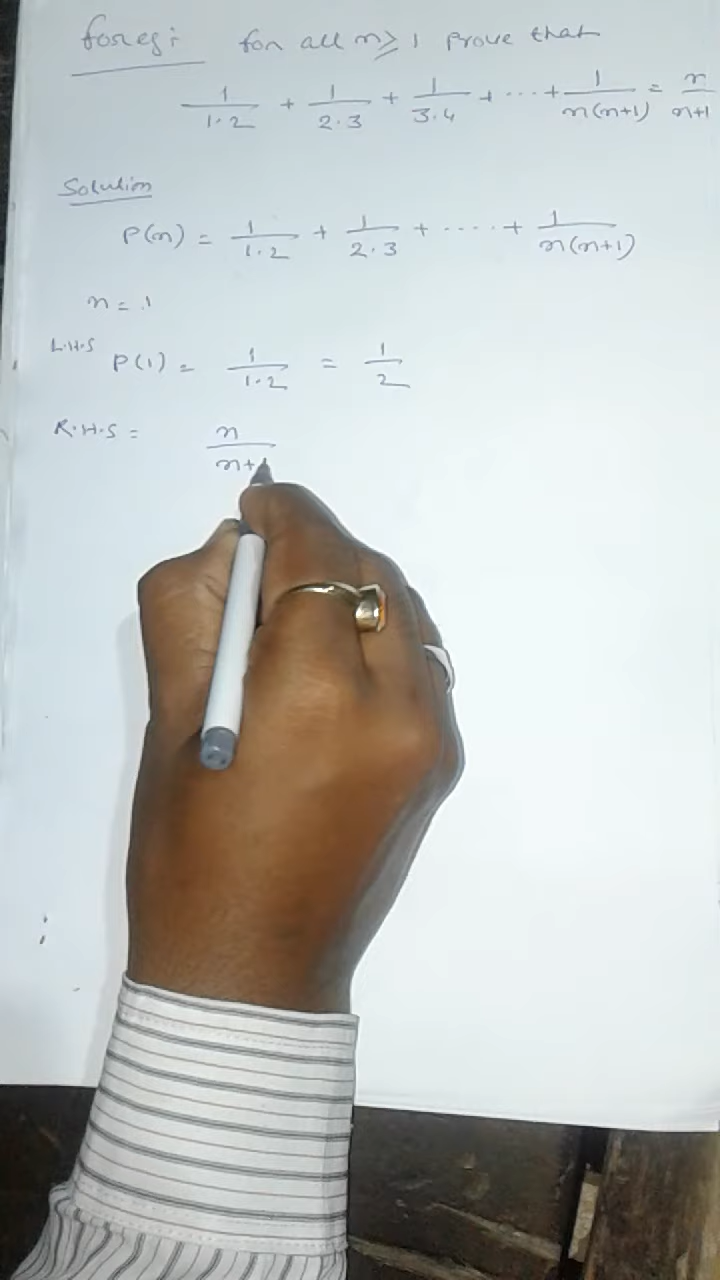 for eg:  for all n ≥ 1 prove that
1/1.2 + 1/2.3 + 1/3.4 + ... + 1/n(n+1) = n/n+1
Solution
P(n) = 1/1.2 + 1/2.3 + ..... + 1/n(n+1)
n = 1
L.H.S P(1) = 1/1.2 = 1/2
R.H.S = n/n+1